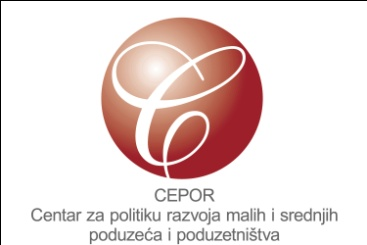 CEPOR
Centar za politiku razvoja malih i srednjih
poduzeća i poduzetništva